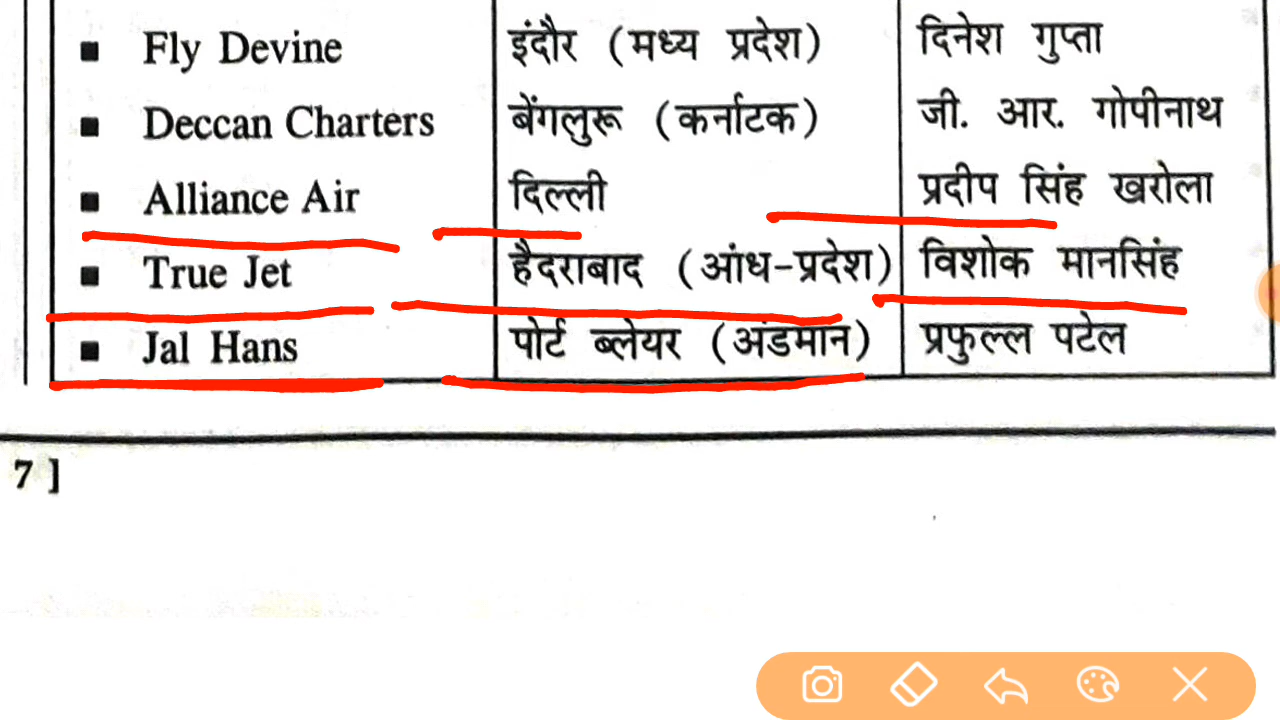 ▪ Fly Devine इंदौर (मध्य प्रदेश) दिनेश गुप्ता
▪ Deccan Charters बेंगलुरू (कर्नाटक) जी. आर. गोपीनाथ
▪ Alliance Air दिल्ली प्रदीप सिंह खरोला
▪ True Jet हैदराबाद (आंध-प्रदेश) विशोक मानसिंह
▪ Jal Hans पोर्ट ब्लेयर (अंडमान) प्रफुल्ल पटेल
7 ]